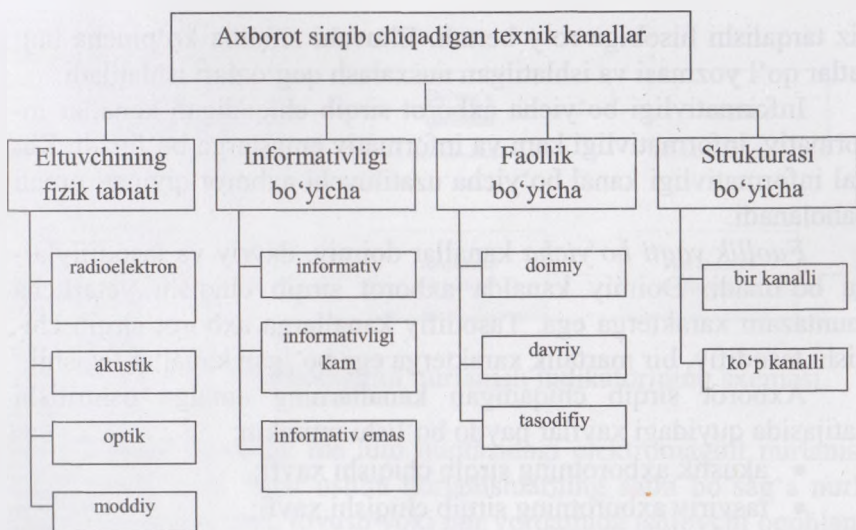 Axborot sirqib chiqadigan texnik kanallar
Eltuvchining
fizik tabiati
radioelektron
akustik
optik
moddiy
Informativligi
bo‘yicha
informativ
informativligi
kam
informativ emas
Faollik
bo‘yicha
doimiy
davriy
tasodifiy
Strukturasi
bo‘yicha
bir kanalli
ko‘p kanalli